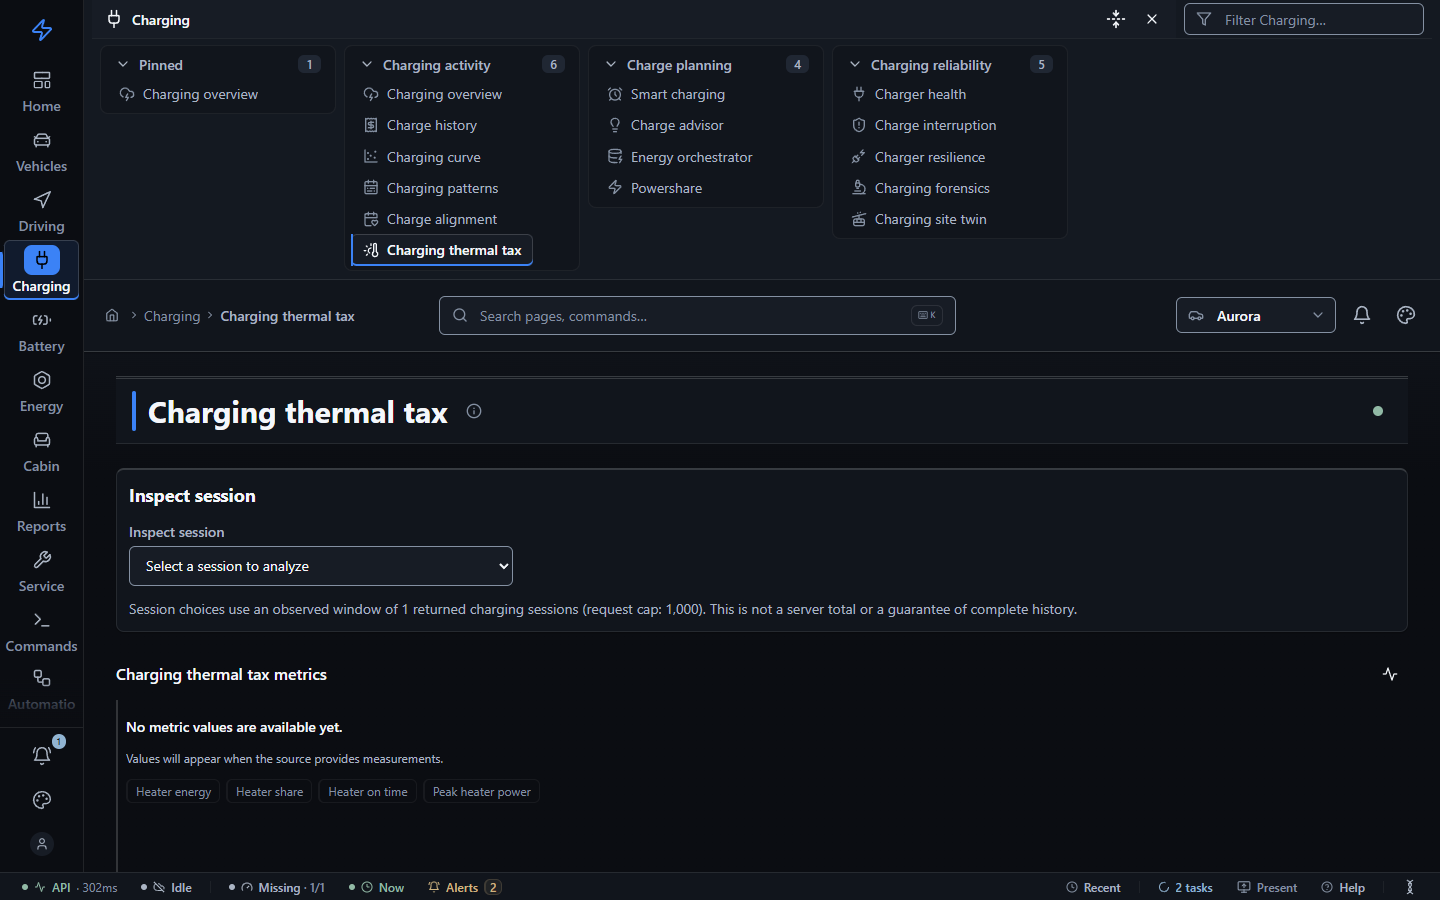 Charging
Filter Charging...
Pinned 1
Charging overview
Charging activity 6
Charging overview
Charge history
Charging curve
Charging patterns
Charge alignment
Charging thermal tax
Charge planning 4
Smart charging
Charge advisor
Energy orchestrator
Powershare
Charging reliability 5
Charger health
Charge interruption
Charger resilience
Charging forensics
Charging site twin
Home
Vehicles
Driving
Charging
Battery
Energy
Cabin
Reports
Service
Commands
Automatio
1
Charging
Charging thermal tax
Search pages, commands...
K
Aurora
Charging thermal tax
Inspect session
Inspect session
Select a session to analyze
Session choices use an observed window of 1 returned charging sessions (request cap: 1,000). This is not a server total or a guarantee of complete history.
Charging thermal tax metrics
No metric values are available yet.
Values will appear when the source provides measurements.
Heater energy Heater share Heater on time Peak heater power
API · 302ms Idle Missing · 1/1 Now Alerts 2 Recent 2 tasks Present Help